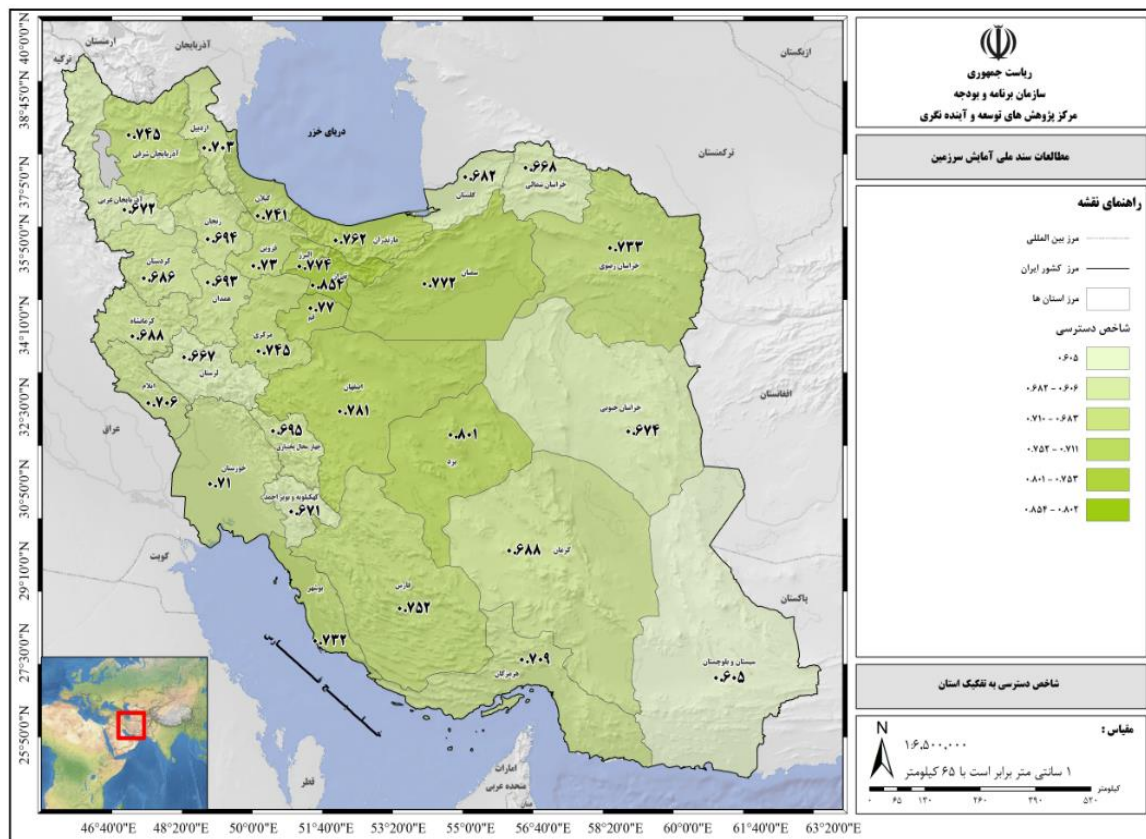 ریاست جمهوری
سازمان برنامه و بودجه
مرکز پژوهش های توسعه و آینده نگری
مطالعات سند ملی آمایش سرزمین
راهنمای نقشه
مرز بین المللی
مرز کشور ایران
مرز استان ها
شاخص دسترسی
۰.۶۰۵
۰.۶۸۲ - ۰.۶۰۶
۰.۷۱۰ - ۰.۶۸۳
۰.۷۵۲ - ۰.۷۱۱
۰.۸۰۱ - ۰.۷۵۳
۰.۸۵۴ - ۰.۸۰۲
شاخص دسترسی به تفکیک استان
مقیاس :
N
۱:۶,۵۰۰,۰۰۰
۱ سانتی متر برابر است با ۶۵ کیلومتر
کیلومتر
۰ ۶۵ ۱۳۰ ۲۶۰ ۳۹۰ ۵۲۰
ارمنستان
آذربایجان
ترکیه
ازبکستان
ترکمنستان
دریای خزر
افغانستان
عراق
کویت
پاکستان
قطر
امارات
متحده عربی
عمان
فارس
آذربایجان شرقی
۰.۷۴۵
اردبیل
۰.۷۰۳
آذربایجان غربی
۰.۶۷۲
گیلان
۰.۷۴۱
زنجان
۰.۶۹۴
قزوین
۰.۷۳
البرز
۰.۷۷۴
تهران
۰.۸۵۴
مازندران
۰.۷۶۲
گلستان
۰.۶۸۲
خراسان شمالی
۰.۶۶۸
خراسان رضوی
۰.۷۳۳
سمنان
۰.۷۷۲
کردستان
۰.۶۸۶
همدان
۰.۶۹۳
قم
۰.۷۷
مرکزی
۰.۷۴۵
کرمانشاه
۰.۶۸۸
لرستان
۰.۶۶۷
ایلام
۰.۷۰۶
اصفهان
۰.۷۸۱
خراسان جنوبی
۰.۶۷۴
یزد
۰.۸۰۱
چهار محال بختیاری
۰.۶۹۵
خوزستان
۰.۷۱
کهگیلویه و بویر احمد
۰.۶۷۱
کرمان
۰.۶۸۸
فارس
۰.۷۵۲
بوشهر
۰.۷۳۲
هرمزگان
۰.۷۰۹
سیستان و بلوچستان
۰.۶۰۵
40°0'0"N
38°45'0"N
37°5'0"N
35°50'0"N
34°10'0"N
32°30'0"N
30°50'0"N
29°10'0"N
27°30'0"N
25°50'0"N
46°40'0"E 48°20'0"E 50°0'0"E 51°40'0"E 53°20'0"E 55°0'0"E 56°40'0"E 58°20'0"E 60°0'0"E 61°40'0"E 63°20'0"E